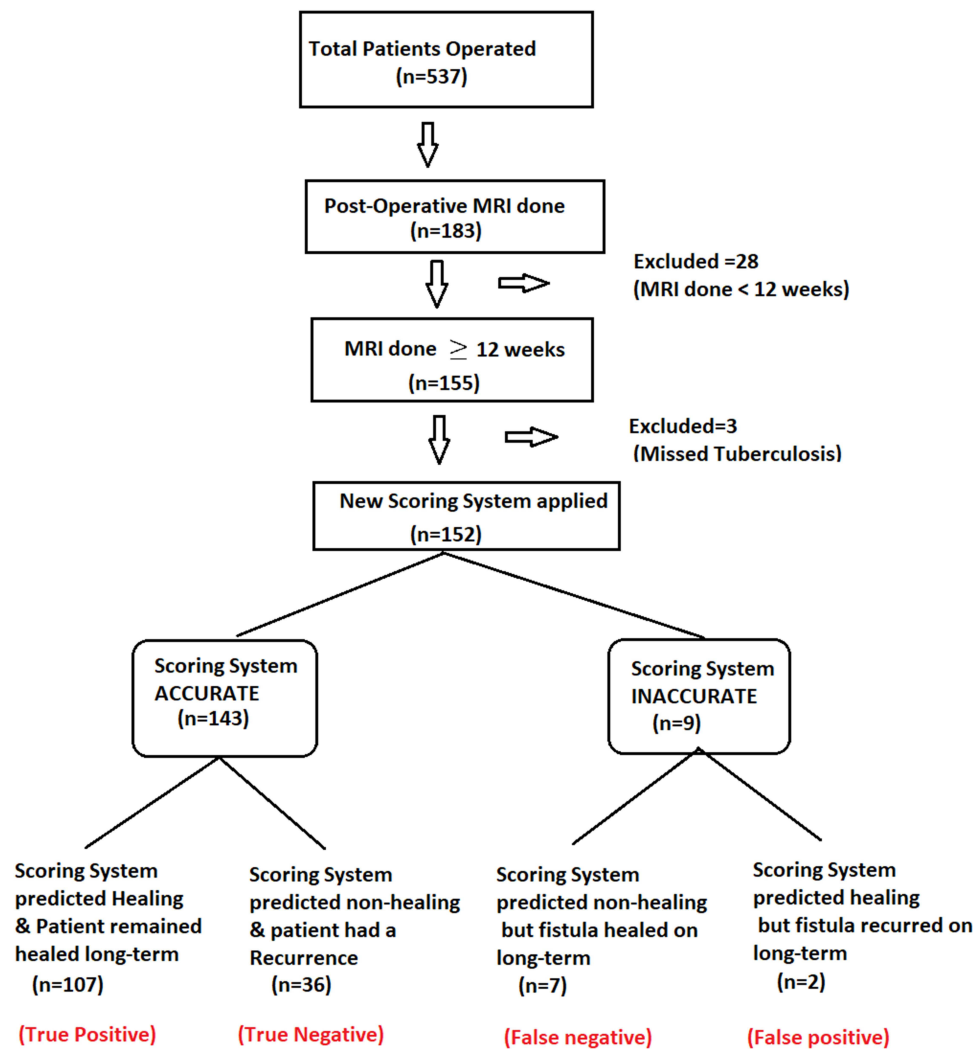 Total Patients Operated
(n=537)
Post-Operative MRI done
(n=183)
Excluded =28
(MRI done < 12 weeks)
MRI done ≥ 12 weeks
(n=155)
Excluded=3
(Missed Tuberculosis)
New Scoring System applied
(n=152)
Scoring System
ACCURATE
(n=143)
Scoring System
INACCURATE
(n=9)
Scoring System
predicted Healing
& Patient remained
healed long-term
(n=107)
(True Positive)
Scoring System
predicted non-healing
& patient had a
Recurrence
(n=36)
(True Negative)
Scoring System
predicted non-healing
but fistula healed on
long-term
(n=7)
(False negative)
Scoring System
predicted healing
but fistula recurred on
long-term
(n=2)
(False positive)